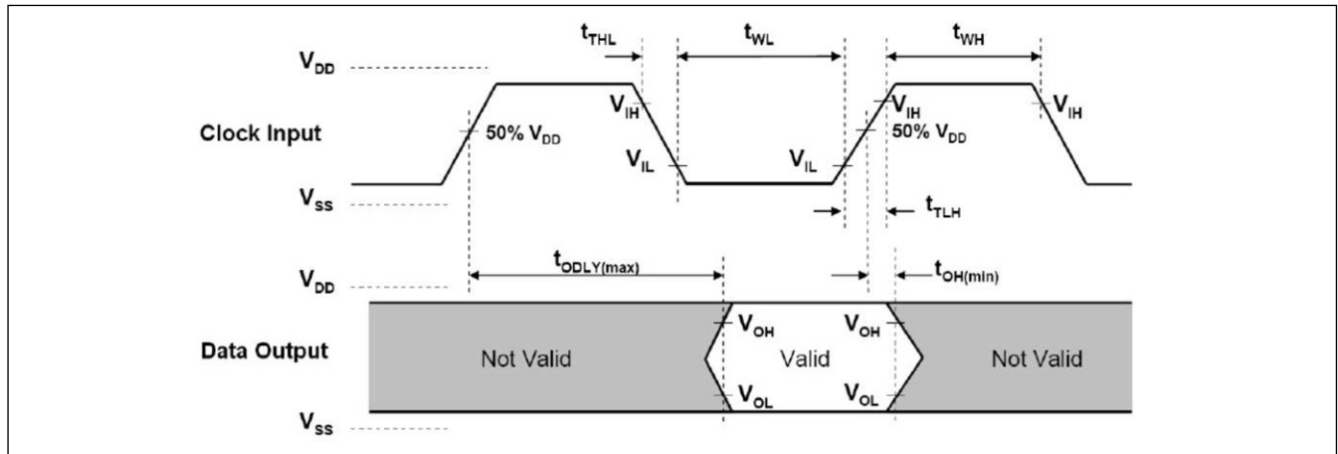 t_THL t_WL t_WH
V_DD
V_IH V_IH V_IH
Clock Input 50% V_DD 50% V_DD
V_IL V_IL
V_SS
t_TLH
t_ODLY(max) t_OH(min)
V_DD
V_OH V_OH
Data Output Not Valid Valid Not Valid
V_OL V_OL
V_SS